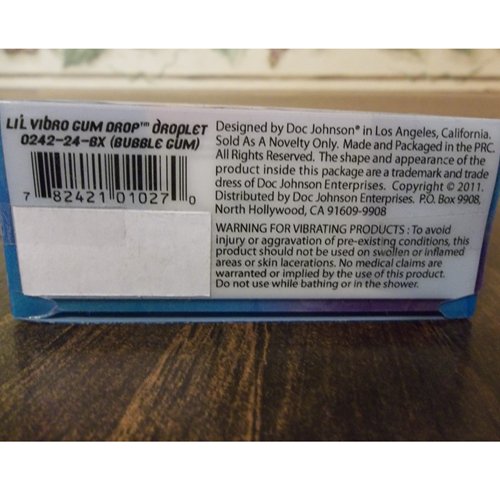 LI'L VIBRO GUM DROP™ DROPLET
0242-24-BX (BUBBLE GUM)
7 82421 01027 0
Designed by Doc Johnson® in Los Angeles, California.
Sold As A Novelty Only. Made and Packaged in the PRC.
All Rights Reserved. The shape and appearance of the
product inside this package are a trademark and trade
dress of Doc Johnson Enterprises. Copyright © 2011.
Distributed by Doc Johnson Enterprises. P.O. Box 9908,
North Hollywood, CA 91609-9908
WARNING FOR VIBRATING PRODUCTS : To avoid
injury or aggravation of pre-existing conditions, this
product should not be used on swollen or inflamed
areas or skin lacerations. No medical claims are
warranted or implied by the use of this product.
Do not use while bathing or in the shower.